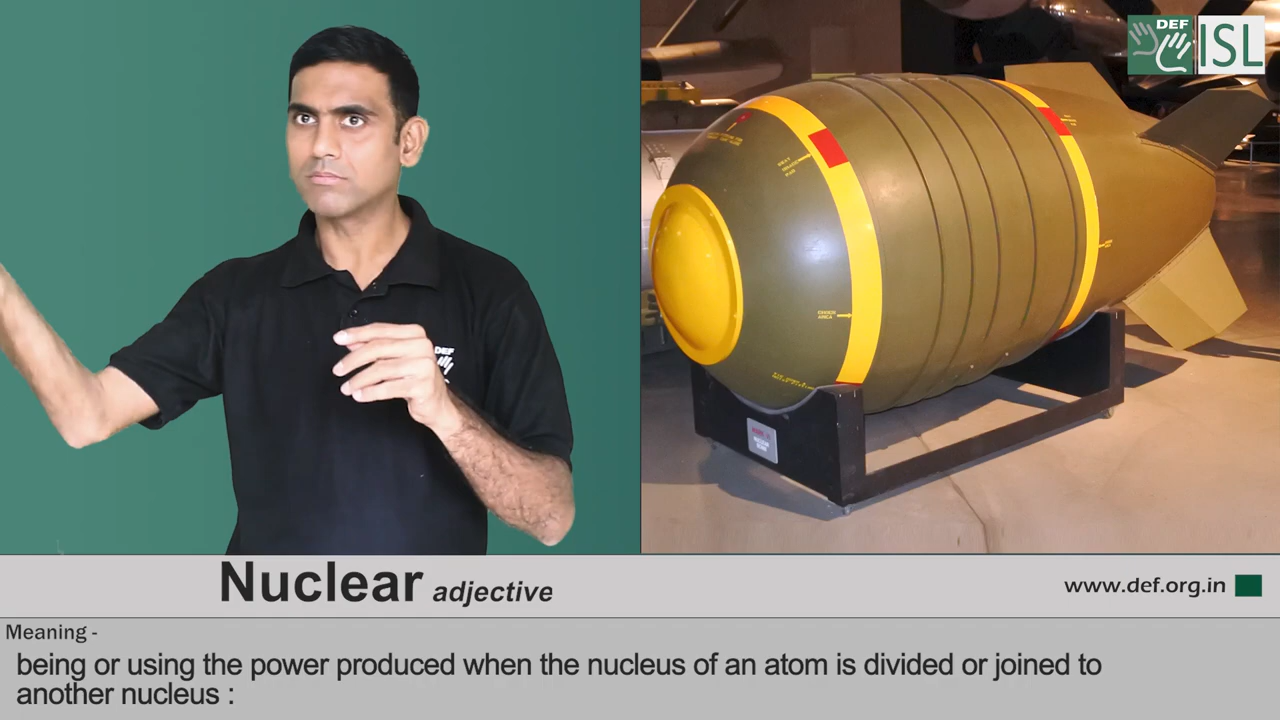 DEF
ISL
DEF
Nuclear adjective
www.def.org.in
Meaning -
being or using the power produced when the nucleus of an atom is divided or joined to
another nucleus :